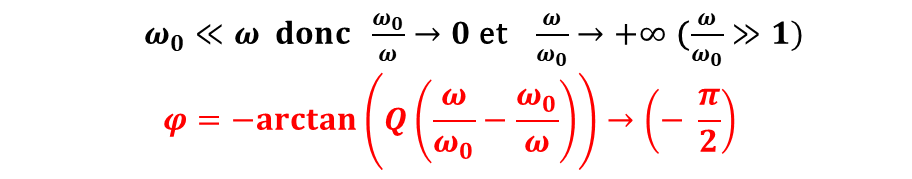 ω₀ ≪ ω donc ω₀/ω → 0 et ω/ω₀ → +∞ (ω/ω₀ ≫ 1)
φ = −arctan(Q(ω/ω₀ − ω₀/ω)) → (− π/2)